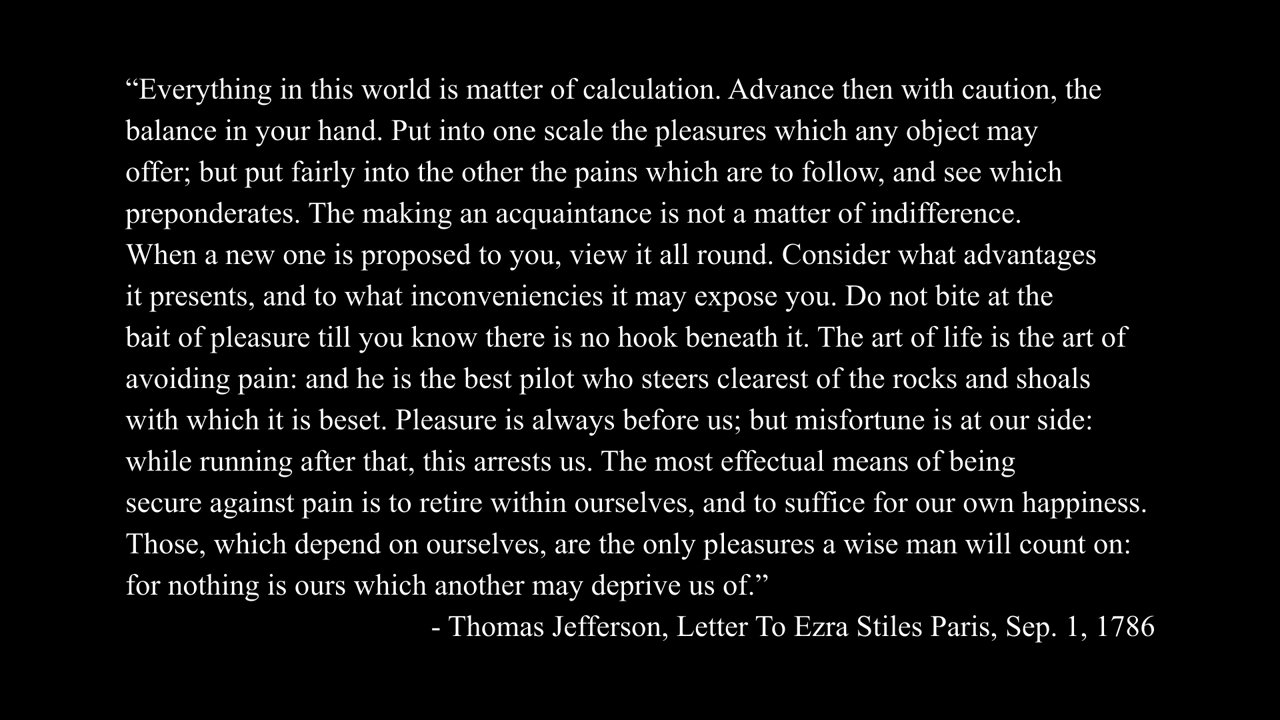 “Everything in this world is matter of calculation. Advance then with caution, the
balance in your hand. Put into one scale the pleasures which any object may
offer; but put fairly into the other the pains which are to follow, and see which
preponderates. The making an acquaintance is not a matter of indifference.
When a new one is proposed to you, view it all round. Consider what advantages
it presents, and to what inconveniencies it may expose you. Do not bite at the
bait of pleasure till you know there is no hook beneath it. The art of life is the art of
avoiding pain: and he is the best pilot who steers clearest of the rocks and shoals
with which it is beset. Pleasure is always before us; but misfortune is at our side:
while running after that, this arrests us. The most effectual means of being
secure against pain is to retire within ourselves, and to suffice for our own happiness.
Those, which depend on ourselves, are the only pleasures a wise man will count on:
for nothing is ours which another may deprive us of.”
- Thomas Jefferson, Letter To Ezra Stiles Paris, Sep. 1, 1786